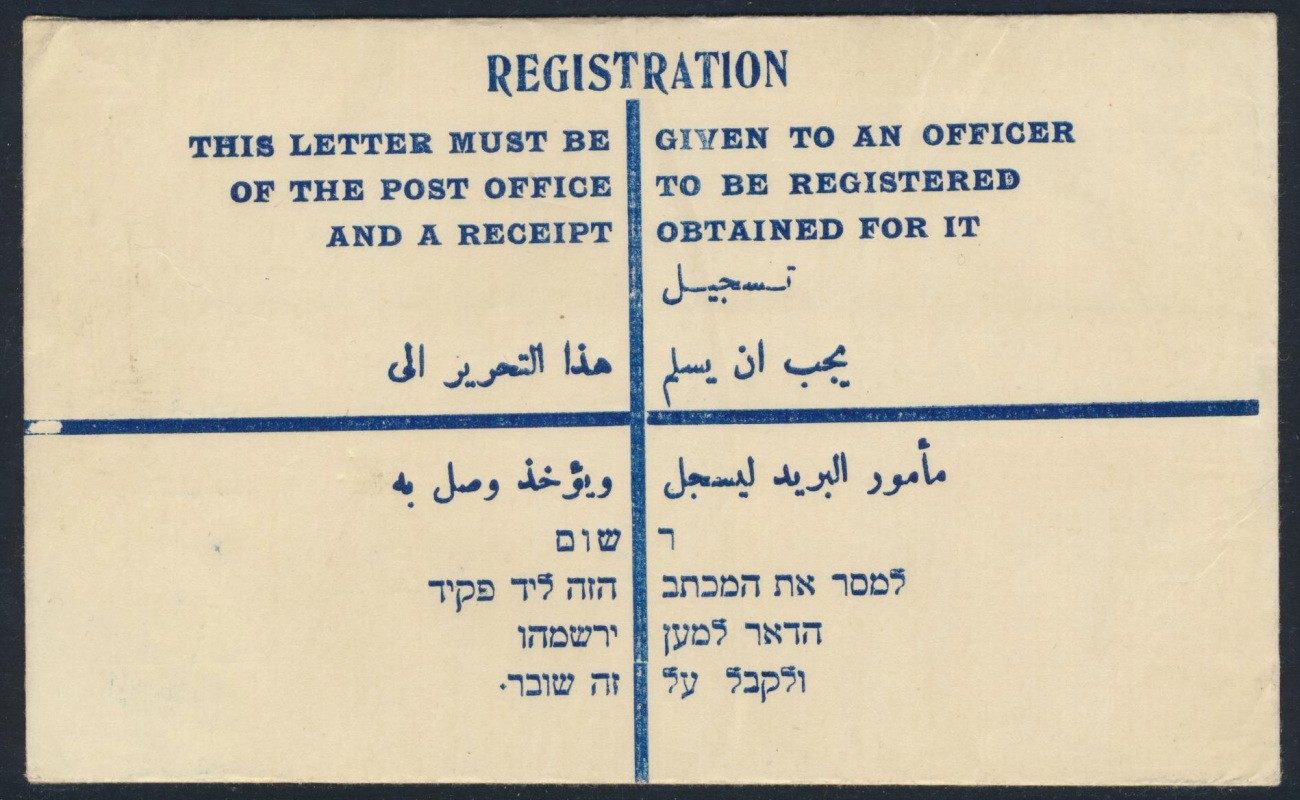 REGISTRATION
THIS LETTER MUST BE GIVEN TO AN OFFICER
OF THE POST OFFICE TO BE REGISTERED
AND A RECEIPT OBTAINED FOR IT
تسجيل
يجب ان يسلم هذا التحرير الى
مأمور البريد ليسجل ويؤخذ وصل به
ר שום
למסר את המכתב הזה ליד פקיד
הדאר למען ירשמהו
ולקבל על זה שובר.